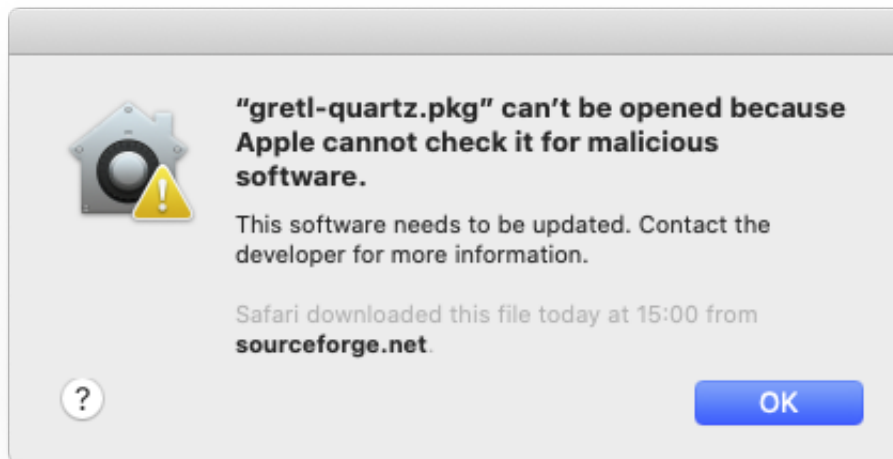 “gretl-quartz.pkg” can’t be opened because
Apple cannot check it for malicious
software.
This software needs to be updated. Contact the
developer for more information.
Safari downloaded this file today at 15:00 from
sourceforge.net.
?
OK